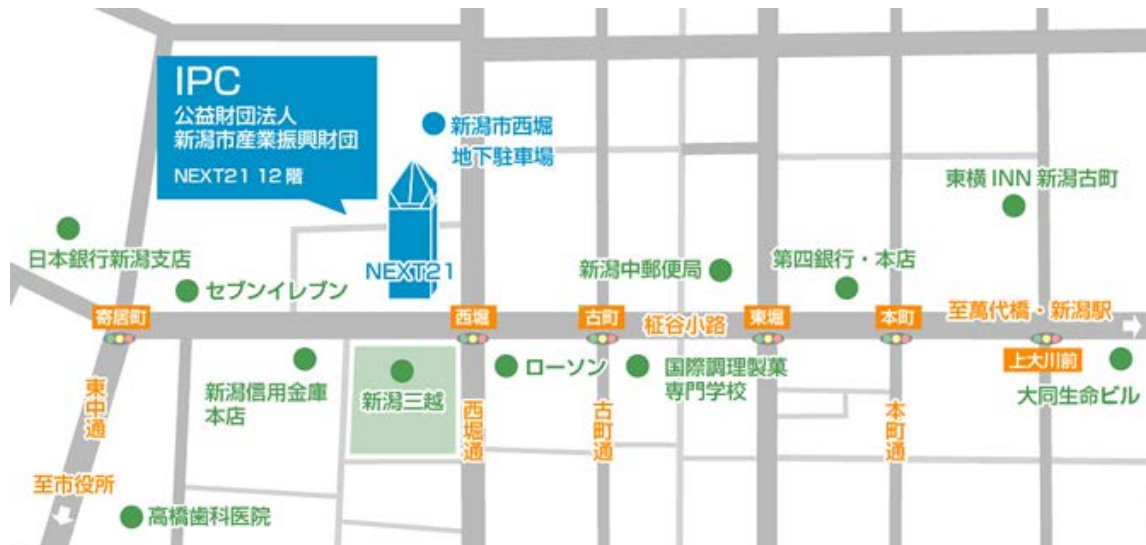 IPC
公益財団法人
新潟市産業振興財団
NEXT21 12階
新潟市西堀
地下駐車場
東横 INN 新潟古町
日本銀行新潟支店
セブンイレブン
NEXT21
新潟中郵便局
第四銀行・本店
寄居町
西堀
古町
柾谷小路
東堀
本町
至萬代橋・新潟駅
上大川前
新潟信用金庫
本店
新潟三越
ローソン
国際調理製菓
専門学校
大同生命ビル
東中通
西堀通
古町通
本町通
至市役所
高橋歯科医院